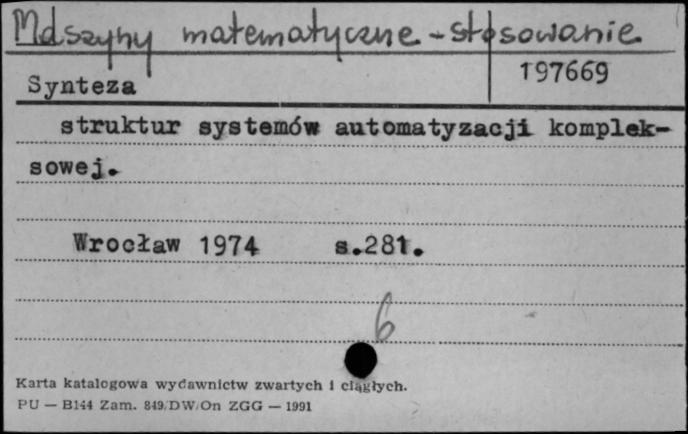 Maszyny matematyczne - stosowanie
Synteza
197669
struktur systemów automatyzacji komplek-
sowej.
Wrocław 1974 s.281.
6
Karta katalogowa wydawnictw zwartych i ciągłych.
PU — B144 Zam. 849/DW/On ZGG — 1991